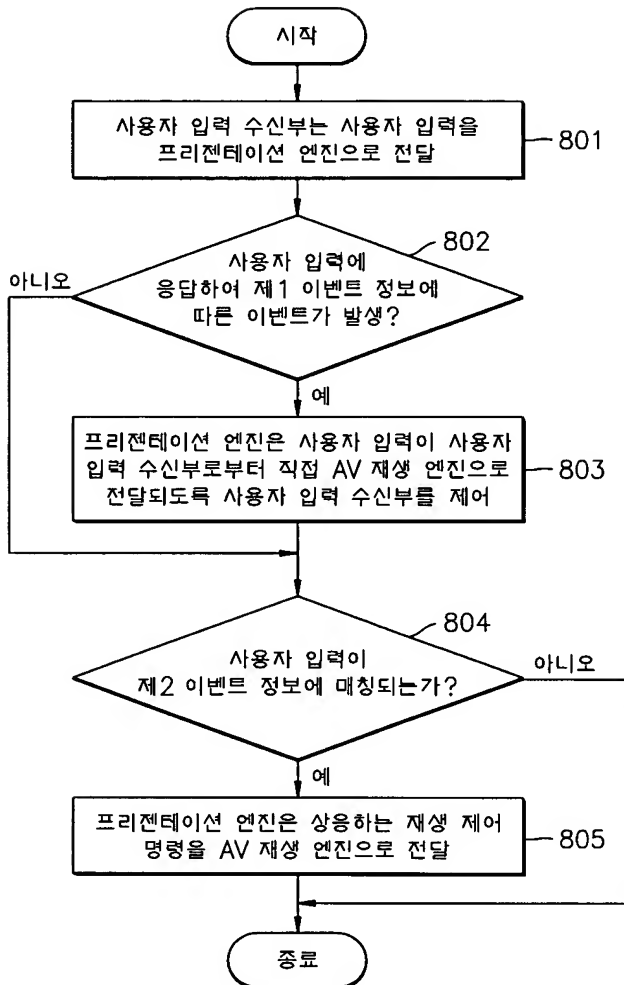 시작
사용자 입력 수신부는 사용자 입력을
프리젠테이션 엔진으로 전달
801
802
사용자 입력에
응답하여 제1 이벤트 정보에
따른 이벤트가 발생?
아니오
예
프리젠테이션 엔진은 사용자 입력이 사용자
입력 수신부로부터 직접 AV 재생 엔진으로
전달되도록 사용자 입력 수신부를 제어
803
804
사용자 입력이
제2 이벤트 정보에 매칭되는가?
아니오
예
프리젠테이션 엔진은 상응하는 재생 제어
명령을 AV 재생 엔진으로 전달
805
종료